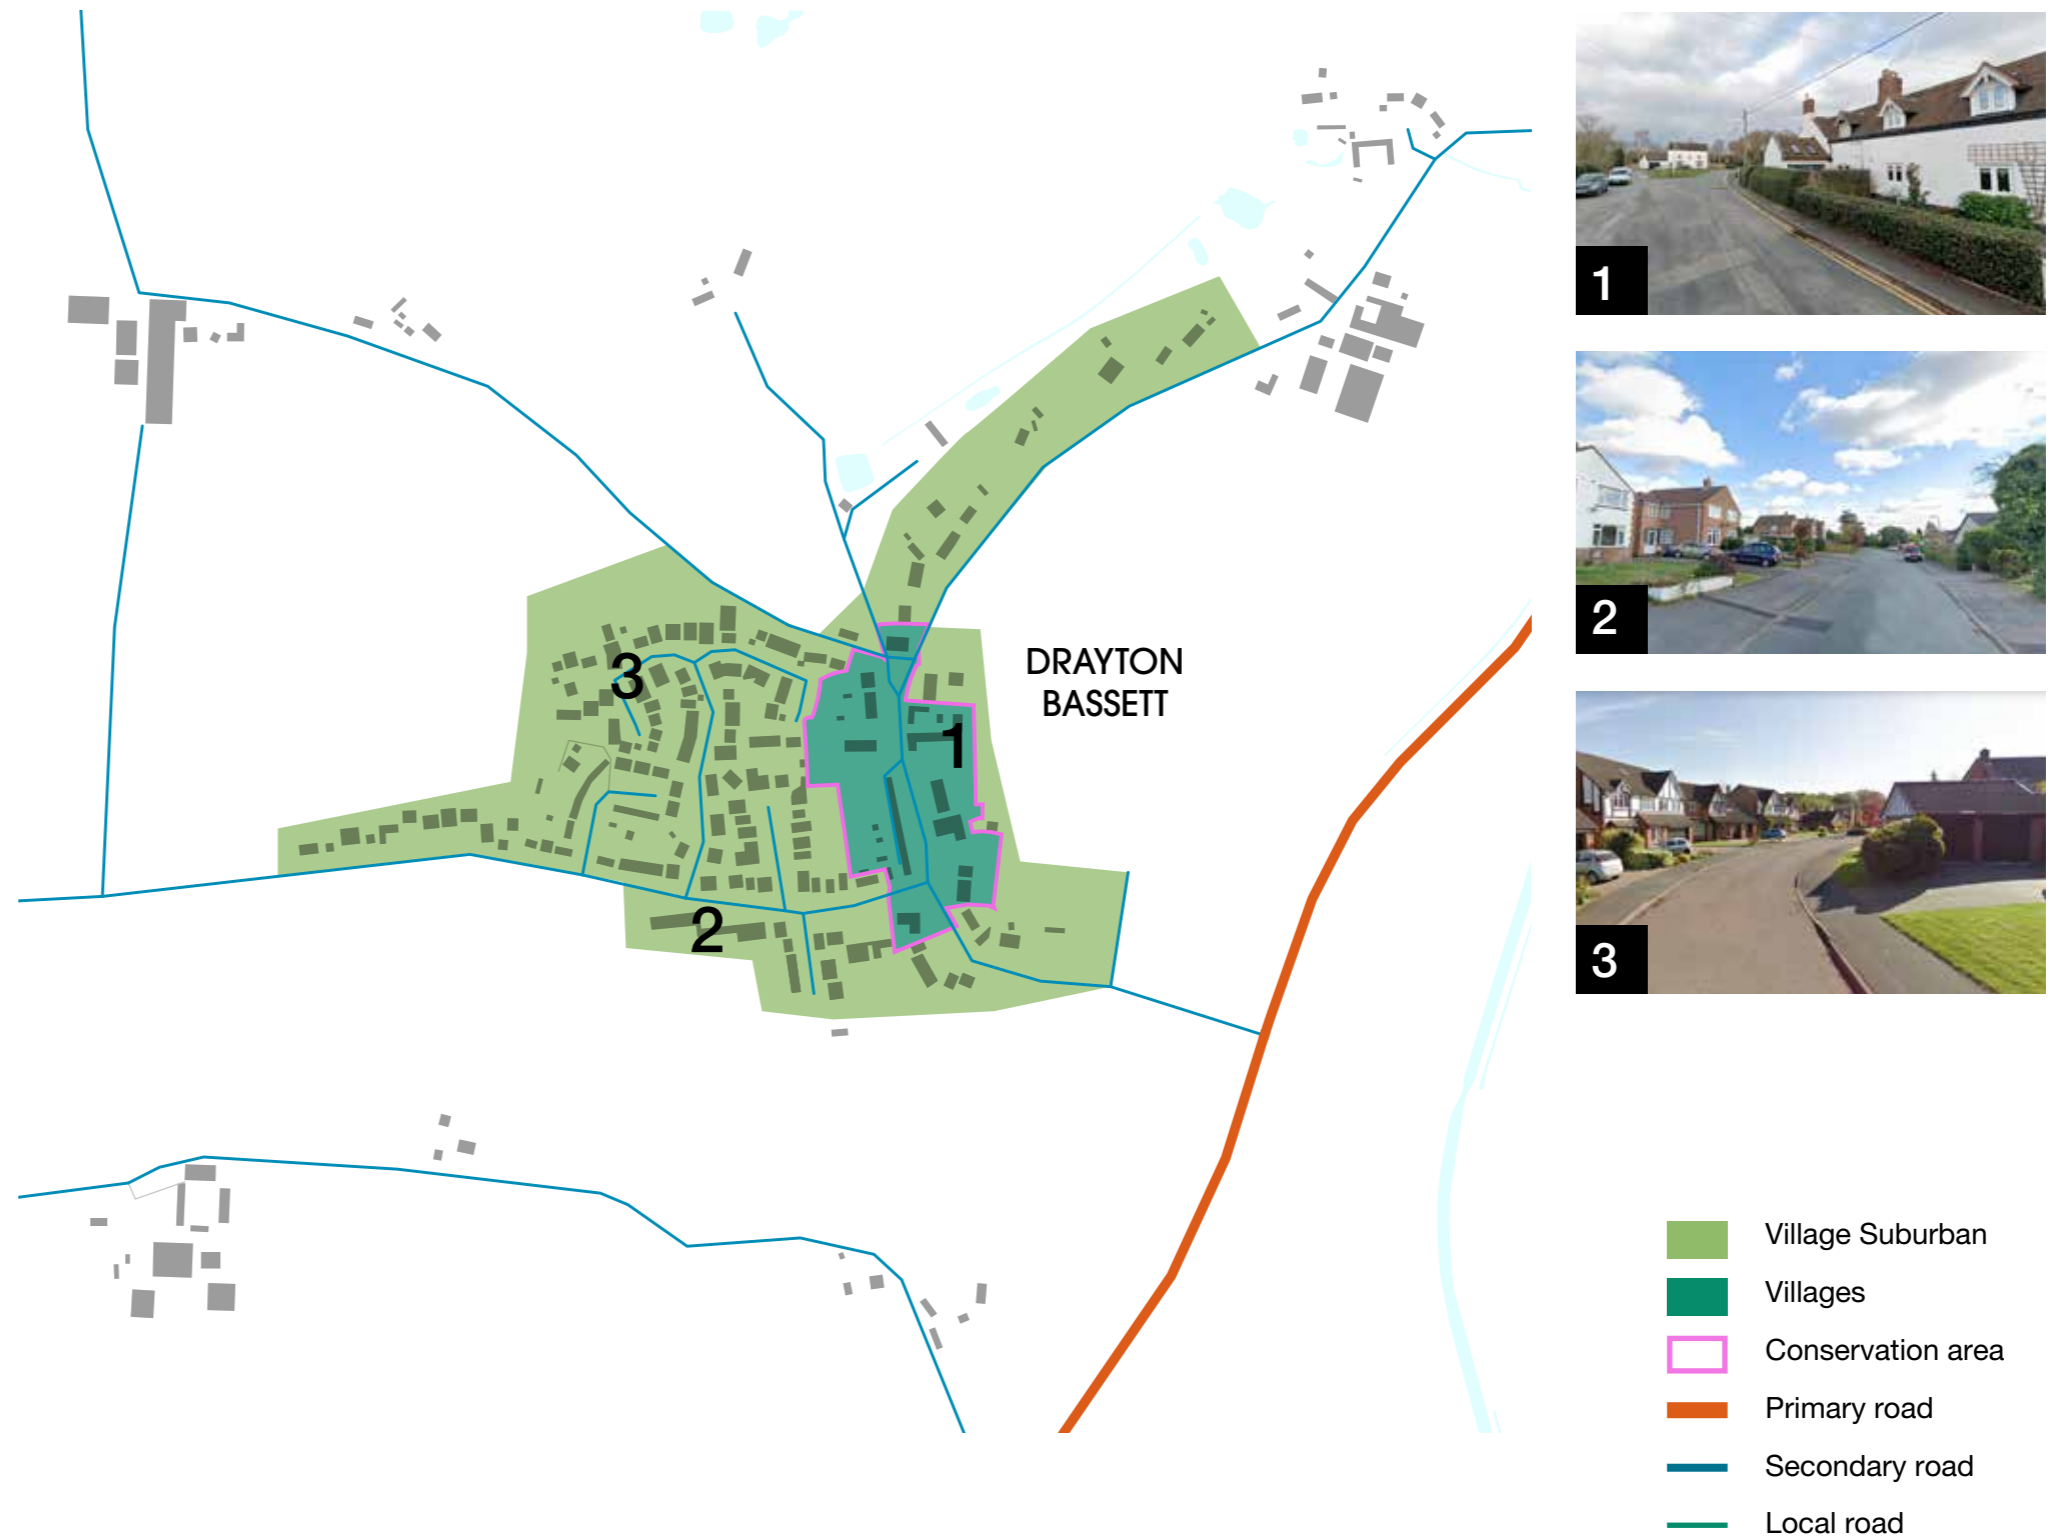 DRAYTON
BASSETT
1
2
3
1
2
3
Village Suburban
Villages
Conservation area
Primary road
Secondary road
Local road